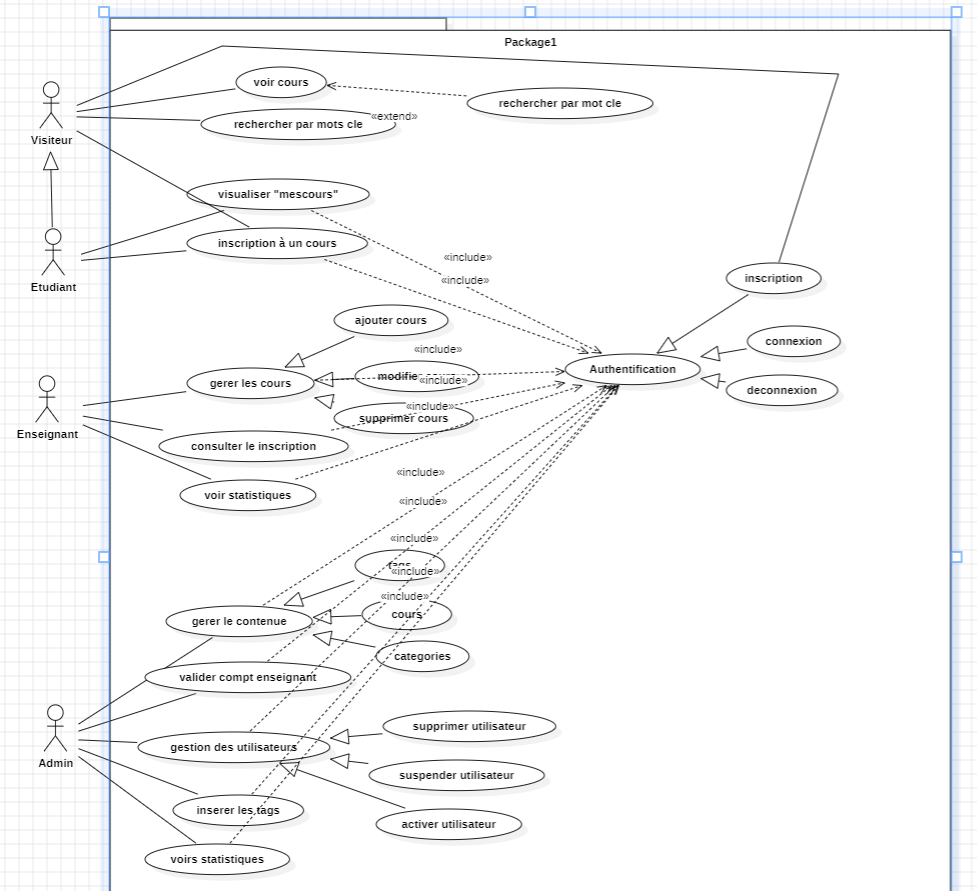 Package1
voir cours
rechercher par mot cle
rechercher par mots cle
«extend»
Visiteur
visualiser "mescours"
inscription à un cours
«include»
«include»
Etudiant
inscription
ajouter cours
connexion
«include»
Authentification
gerer les cours
modifie
«include»
deconnexion
«include»
supprimer cours
Enseignant
consulter le inscription
«include»
voir statistiques
«include»
«include»
tags
«include»
«include»
gerer le contenue
cours
categories
valider compt enseignant
supprimer utilisateur
gestion des utilisateurs
Admin
suspender utilisateur
inserer les tags
activer utilisateur
voirs statistiques